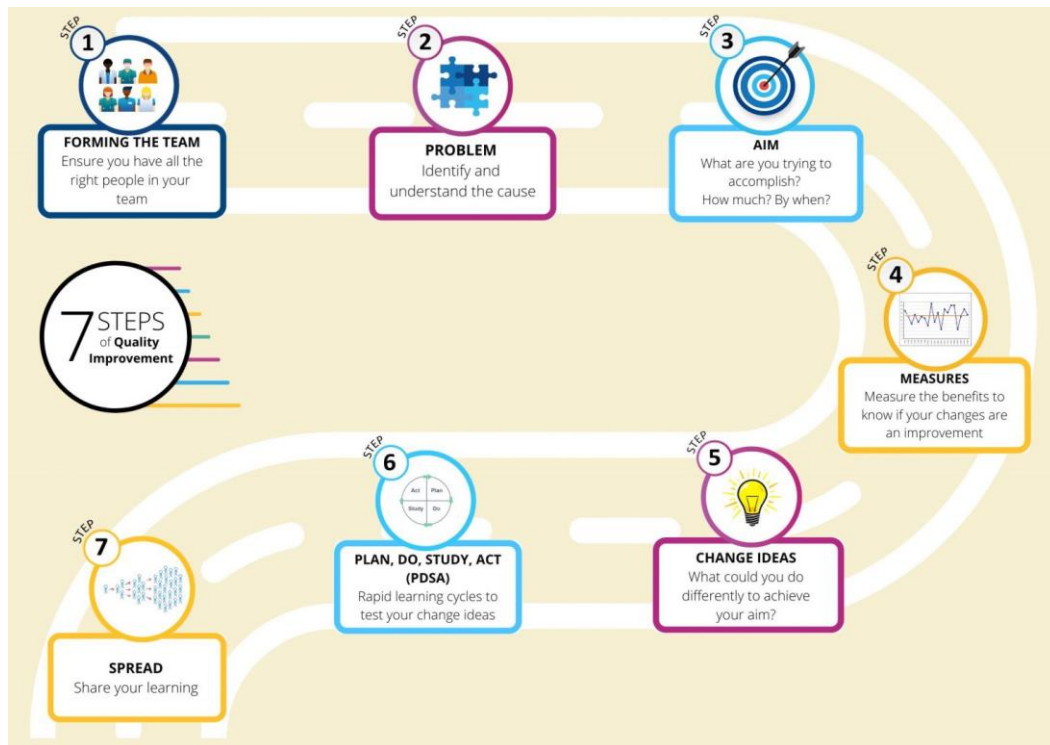 STEP
1
FORMING THE TEAM
Ensure you have all the
right people in your
team
STEP
2
PROBLEM
Identify and
understand the cause
STEP
3
AIM
What are you trying to
accomplish?
How much? By when?
STEP
4
MEASURES
Measure the benefits to
know if your changes are
an improvement
7 STEPS
of Quality
Improvement
STEP
5
CHANGE IDEAS
What could you do
differently to achieve
your aim?
STEP
6
Act Plan
Study Do
PLAN, DO, STUDY, ACT
(PDSA)
Rapid learning cycles to
test your change ideas
STEP
7
SPREAD
Share your learning